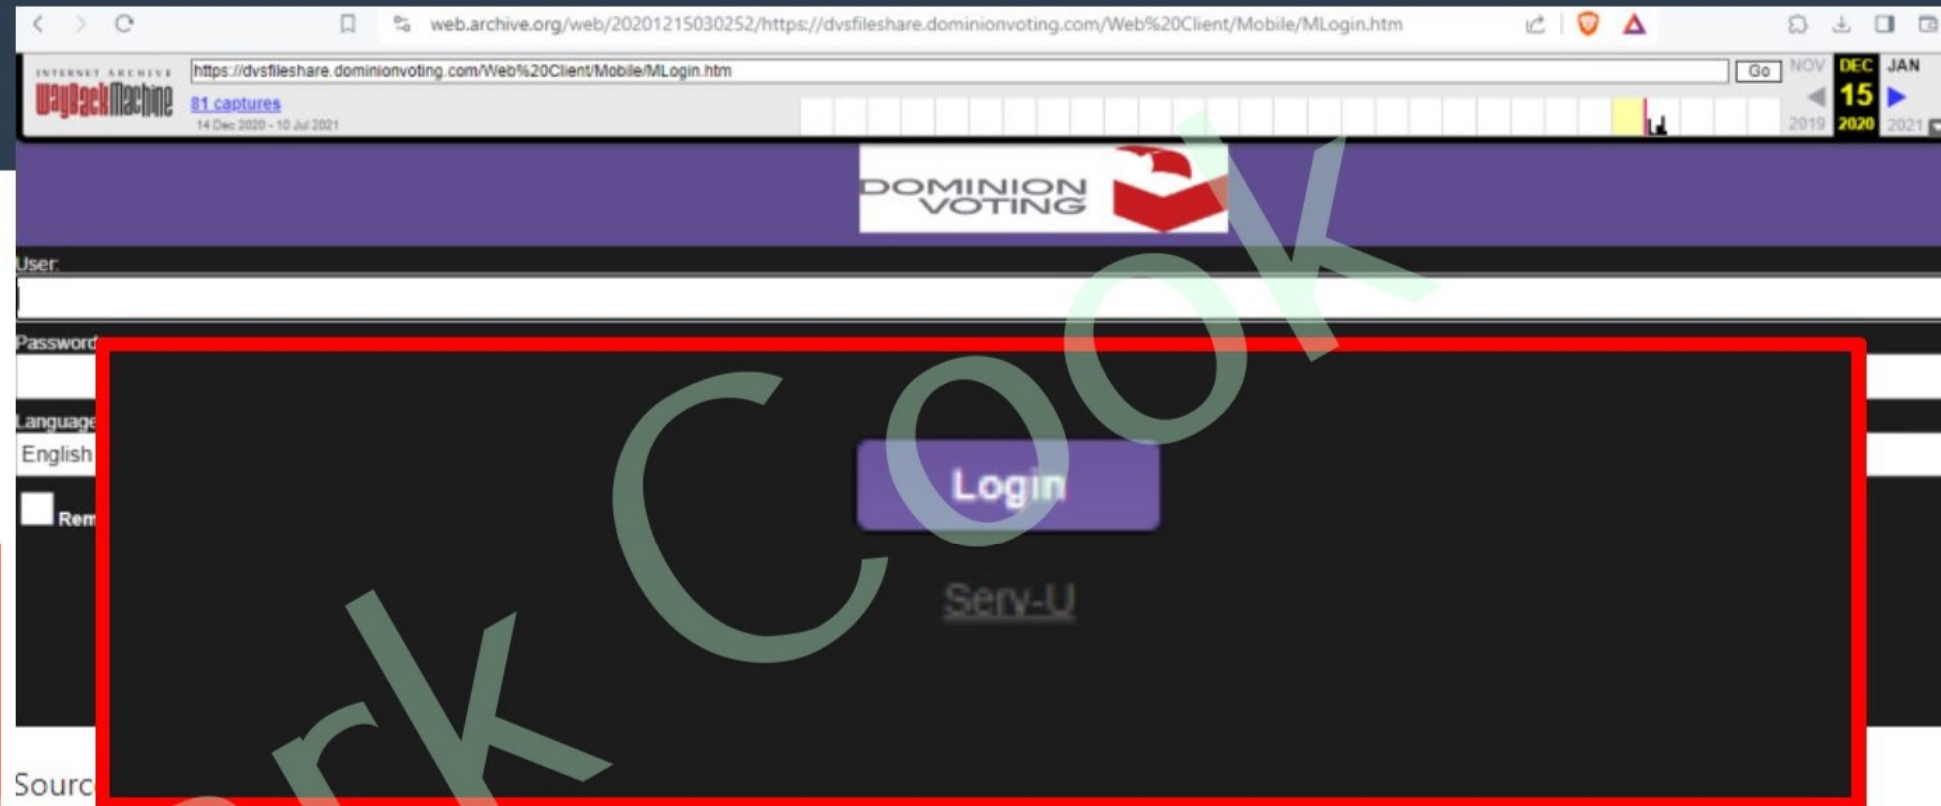 web.archive.org/web/20201215030252/https://dvsfileshare.dominionvoting.com/Web%20Client/Mobile/MLogin.htm
INTERNET ARCHIVE
WayBackMachine
https://dvsfileshare.dominionvoting.com/Web%20Client/Mobile/MLogin.htm
Go
81 captures
14 Dec 2020 - 10 Jul 2021
NOV DEC JAN
15
2019 2020 2021
DOMINION
VOTING
User:
Password
Language
English
Rem
Login
Serv-U
Sourc
rk Cook